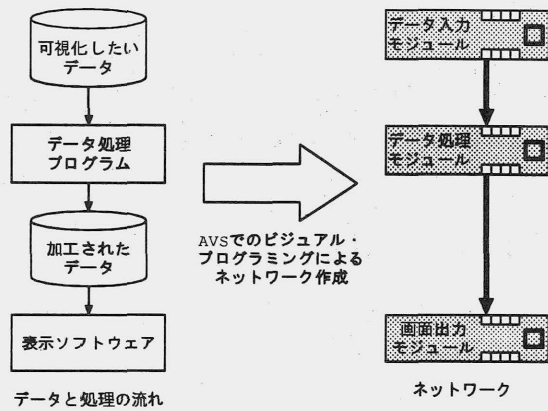 可視化したい
データ
データ処理
プログラム
加工された
データ
表示ソフトウェア
データと処理の流れ
AVSでのビジュアル・
プログラミングによる
ネットワーク作成
データ入力
モジュール
データ処理
モジュール
画面出力
モジュール
ネットワーク